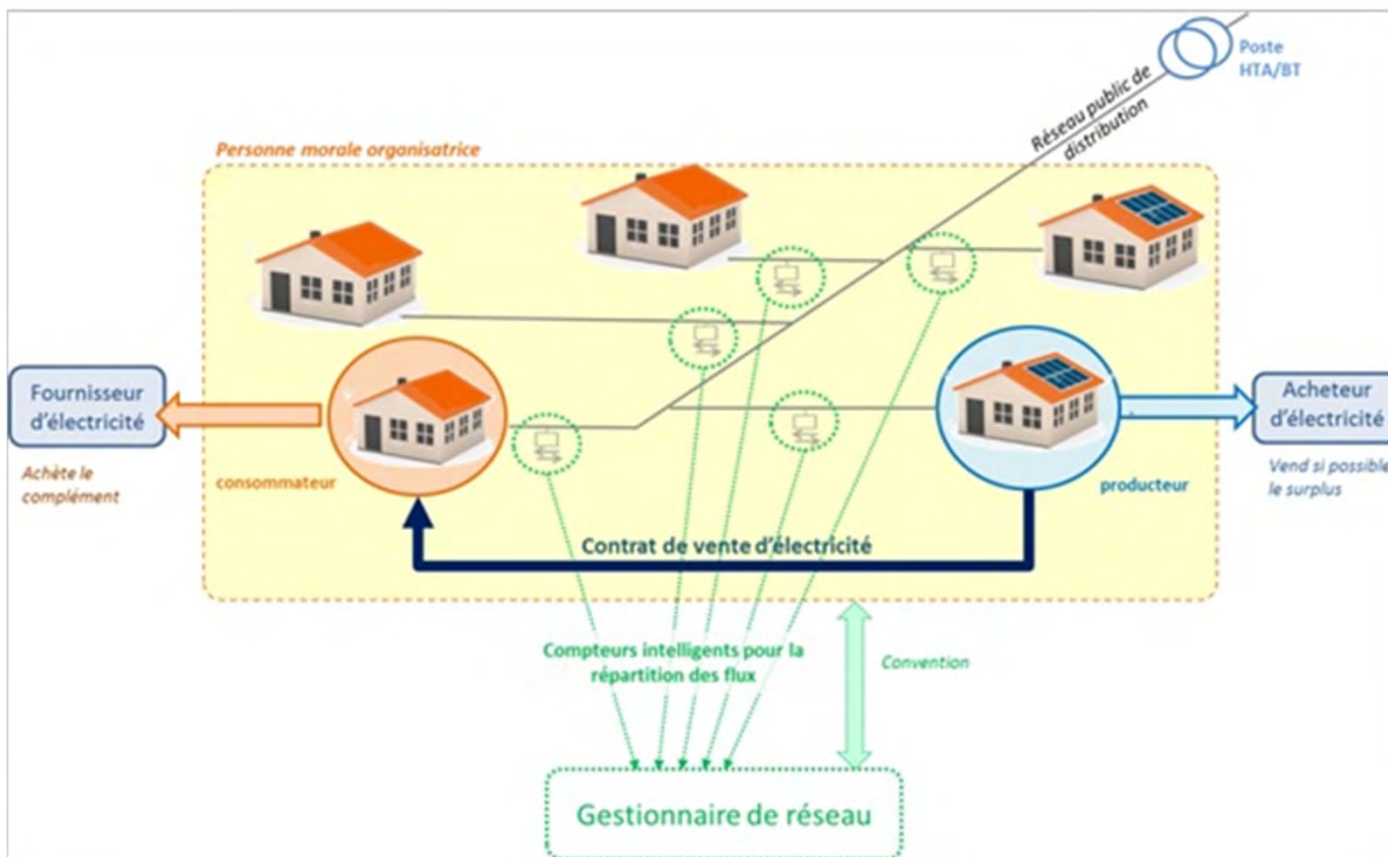 Poste
HTA/BT
Réseau public de
distribution
Personne morale organisatrice
Fournisseur
d'électricité
Achète le
complément
consommateur
producteur
Acheteur
d'électricité
Vend si possible
le surplus
Contrat de vente d'électricité
Compteurs intelligents pour la
répartition des flux
Convention
Gestionnaire de réseau